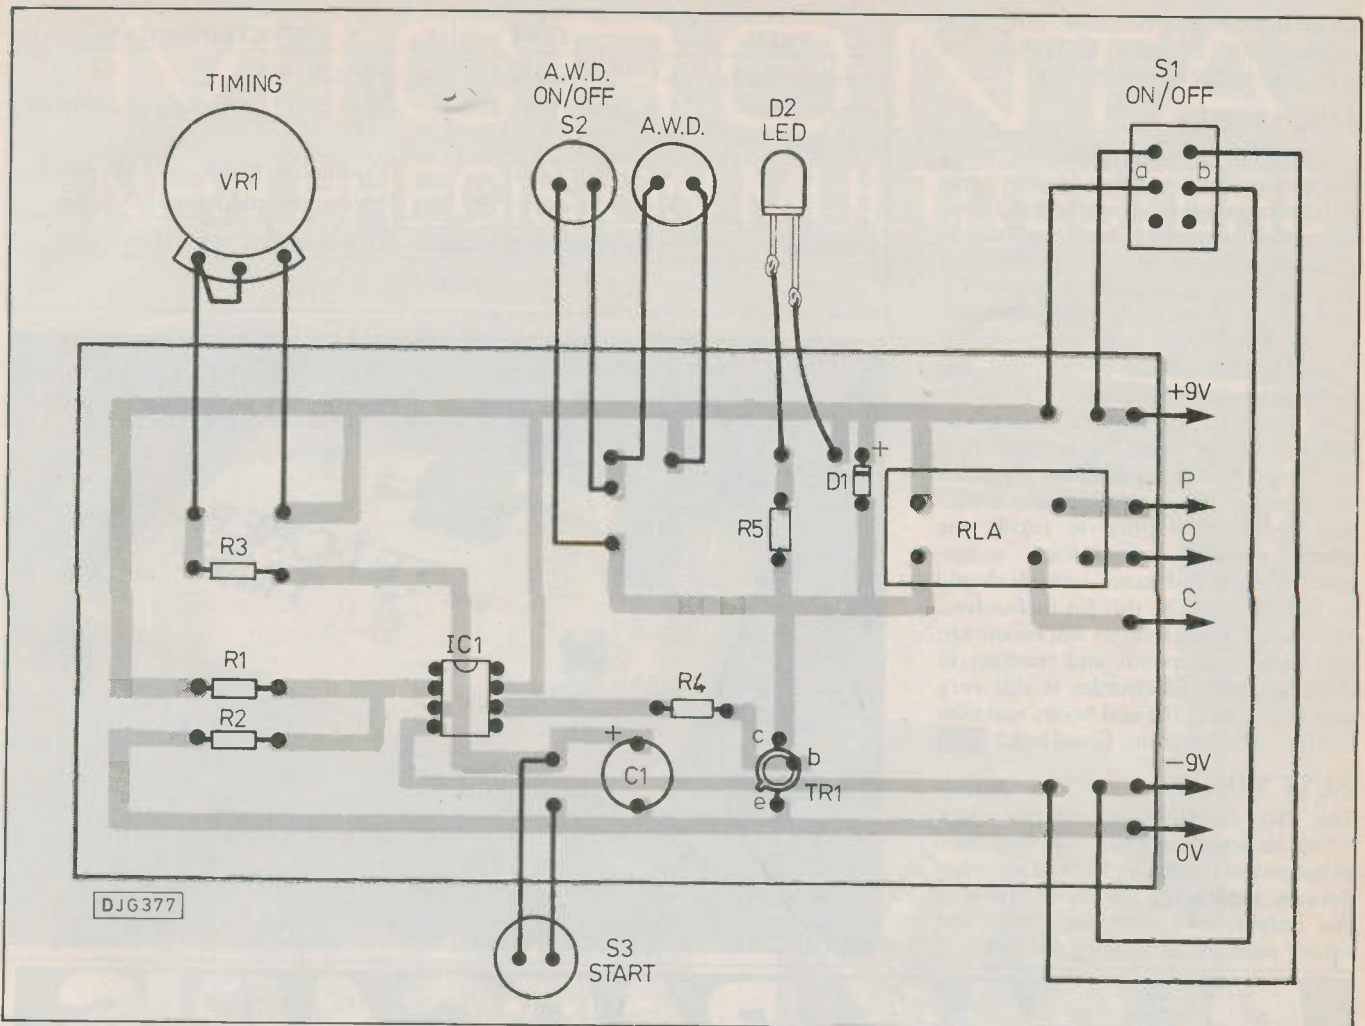 TIMING
VR1
A.W.D.
ON/OFF
S2
A.W.D.
D2
LED
S1
ON/OFF
a
b
+9V
+
D1
P
R5
RLA
O
R3
C
IC1
R1
R4
R2
+
c
b
C1
TR1
e
-9V
0V
DJG377
S3
START